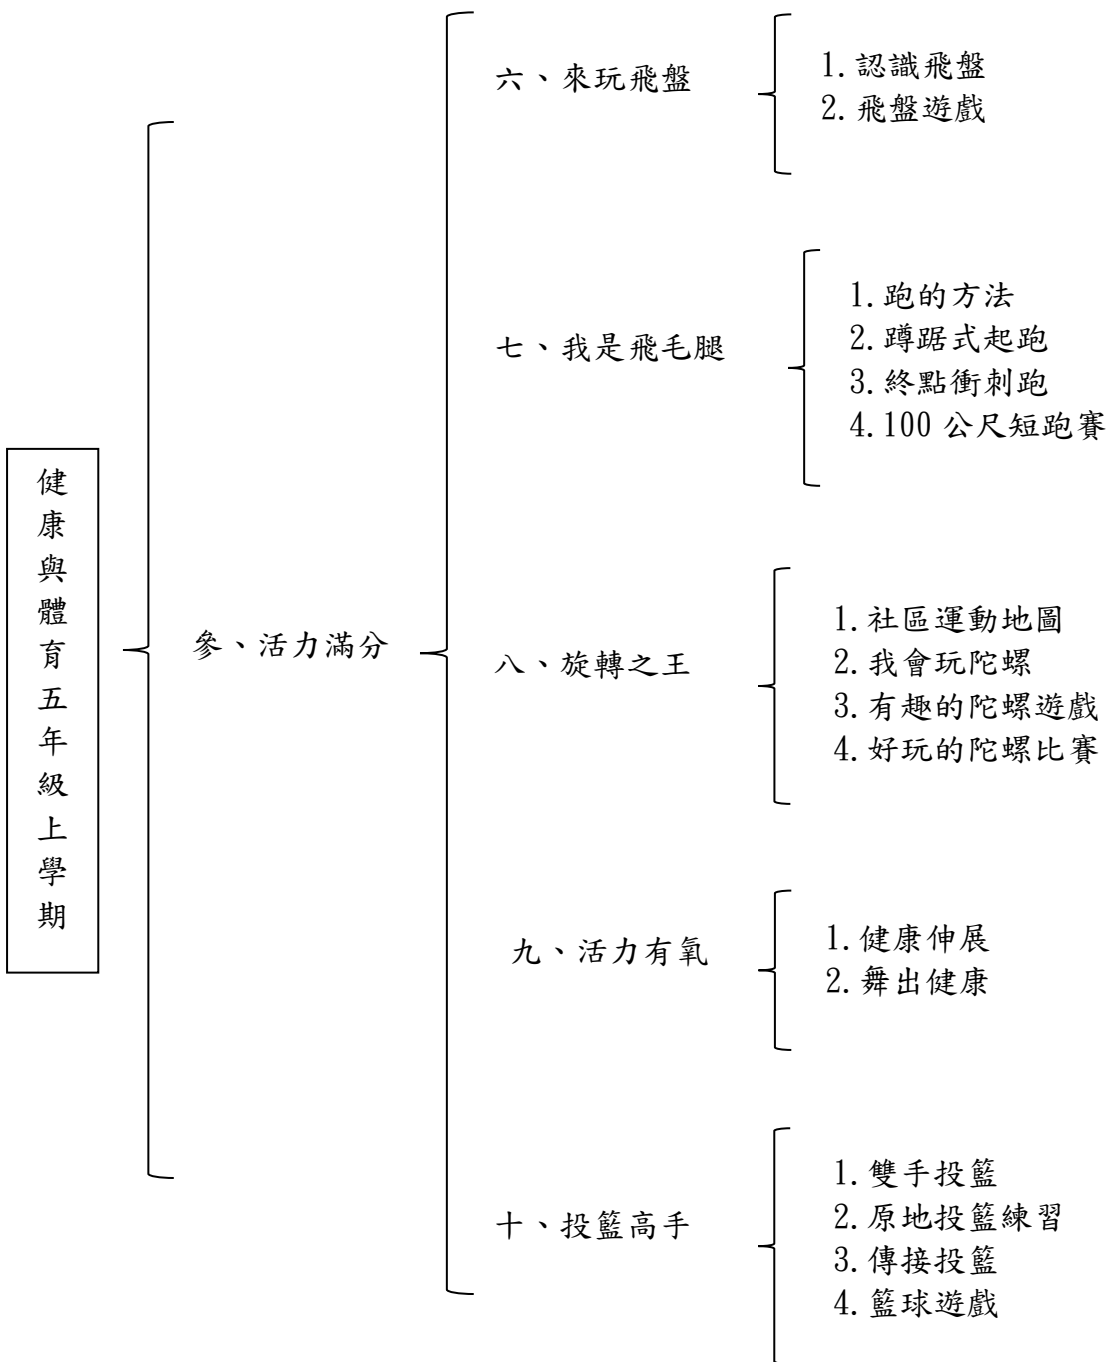 健康與體育五年級上學期
參、活力滿分
六、來玩飛盤
1.認識飛盤
2.飛盤遊戲
七、我是飛毛腿
1.跑的方法
2.蹲踞式起跑
3.終點衝刺跑
4.100公尺短跑賽
八、旋轉之王
1.社區運動地圖
2.我會玩陀螺
3.有趣的陀螺遊戲
4.好玩的陀螺比賽
九、活力有氧
1.健康伸展
2.舞出健康
十、投籃高手
1.雙手投籃
2.原地投籃練習
3.傳接投籃
4.籃球遊戲